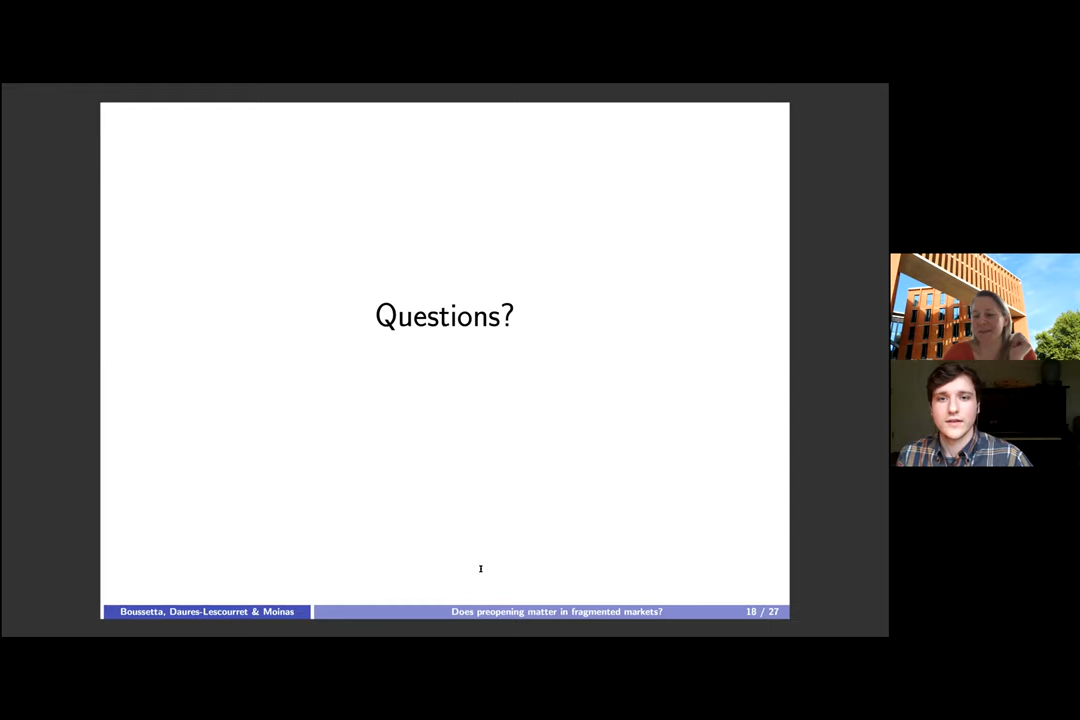 Questions?
Boussetta, Daures-Lescourret & Moinas
Does preopening matter in fragmented markets?
18 / 27